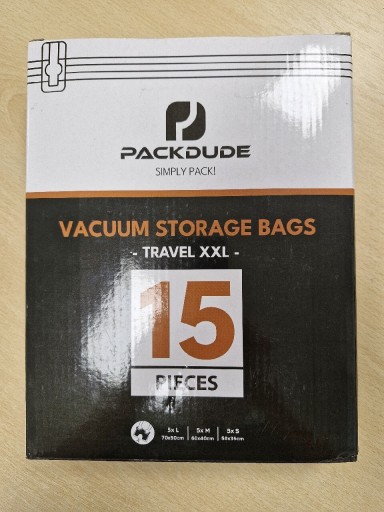 PACKDUDE
SIMPLY PACK!
VACUUM STORAGE BAGS
- TRAVEL XXL -
15
PIECES
5x L | 5x M | 5x S
70x50cm | 60x40cm | 50x35cm